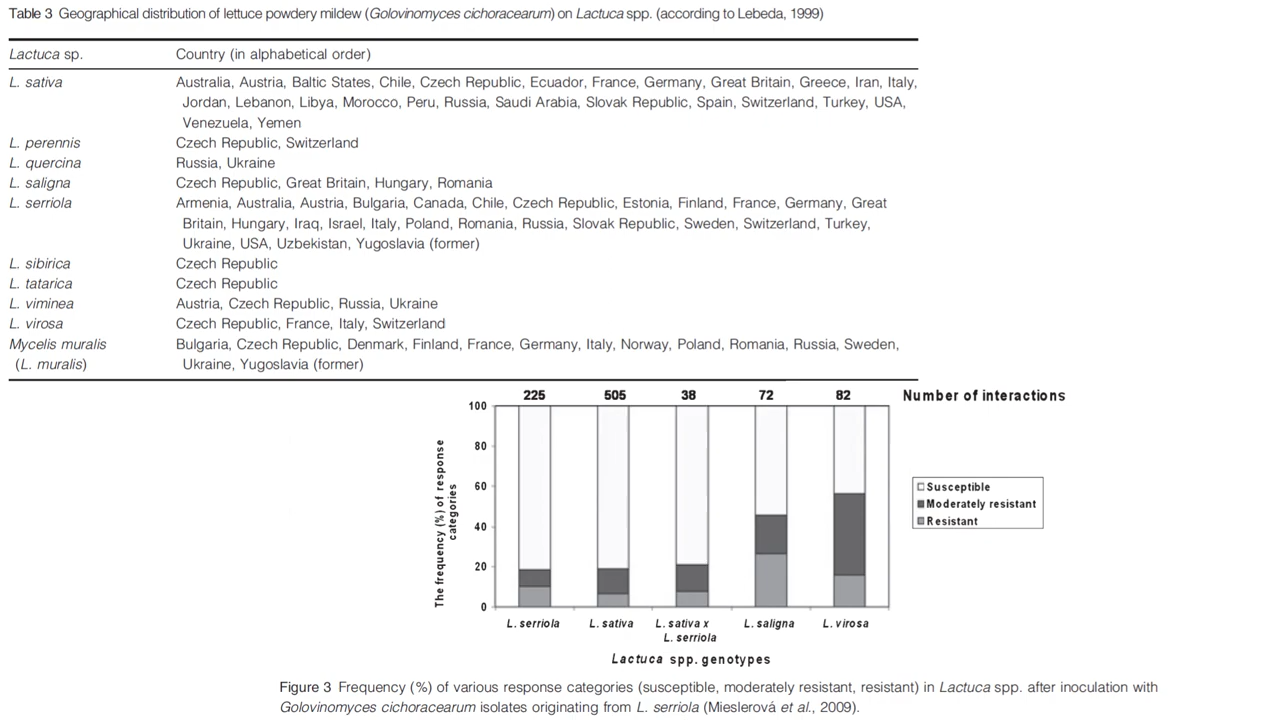 Table 3 Geographical distribution of lettuce powdery mildew (Golovinomyces cichoracearum) on Lactuca spp. (according to Lebeda, 1999)
Lactuca sp. Country (in alphabetical order)
L. sativa Australia, Austria, Baltic States, Chile, Czech Republic, Ecuador, France, Germany, Great Britain, Greece, Iran, Italy,
Jordan, Lebanon, Libya, Morocco, Peru, Russia, Saudi Arabia, Slovak Republic, Spain, Switzerland, Turkey, USA,
Venezuela, Yemen
L. perennis Czech Republic, Switzerland
L. quercina Russia, Ukraine
L. saligna Czech Republic, Great Britain, Hungary, Romania
L. serriola Armenia, Australia, Austria, Bulgaria, Canada, Chile, Czech Republic, Estonia, Finland, France, Germany, Great
Britain, Hungary, Iraq, Israel, Italy, Poland, Romania, Russia, Slovak Republic, Sweden, Switzerland, Turkey,
Ukraine, USA, Uzbekistan, Yugoslavia (former)
L. sibirica Czech Republic
L. tatarica Czech Republic
L. viminea Austria, Czech Republic, Russia, Ukraine
L. virosa Czech Republic, France, Italy, Switzerland
Mycelis muralis Bulgaria, Czech Republic, Denmark, Finland, France, Germany, Italy, Norway, Poland, Romania, Russia, Sweden,
(L. muralis) Ukraine, Yugoslavia (former)
225 505 38 72 82 Number of interactions
100
80
60
40
20
0
The frequency (%) of response
categories
Susceptible
Moderately resistant
Resistant
L. serriola L. sativa L. sativa x L. saligna L. virosa
L. serriola
Lactuca spp. genotypes
Figure 3 Frequency (%) of various response categories (susceptible, moderately resistant, resistant) in Lactuca spp. after inoculation with
Golovinomyces cichoracearum isolates originating from L. serriola (Mieslerová et al., 2009).